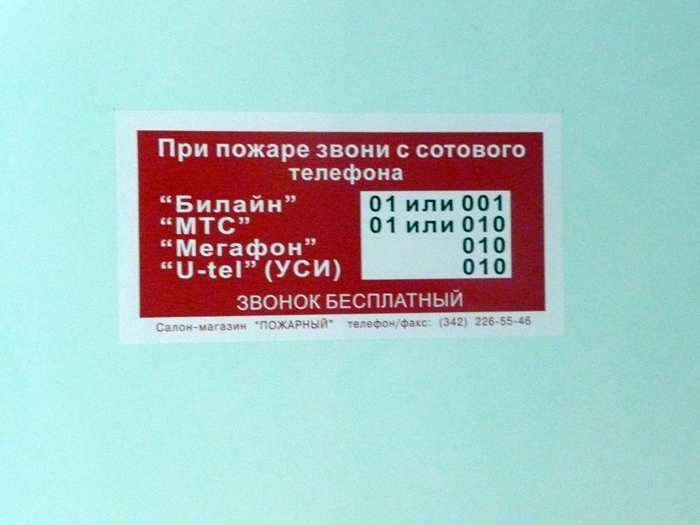 При пожаре звони с сотового
телефона
“Билайн” 01 или 001
“МТС” 01 или 010
“Мегафон” 010
“U-tel” (УСИ) 010
ЗВОНОК БЕСПЛАТНЫЙ
Салон-магазин "ПОЖАРНЫЙ" телефон/факс: (342) 226-55-46